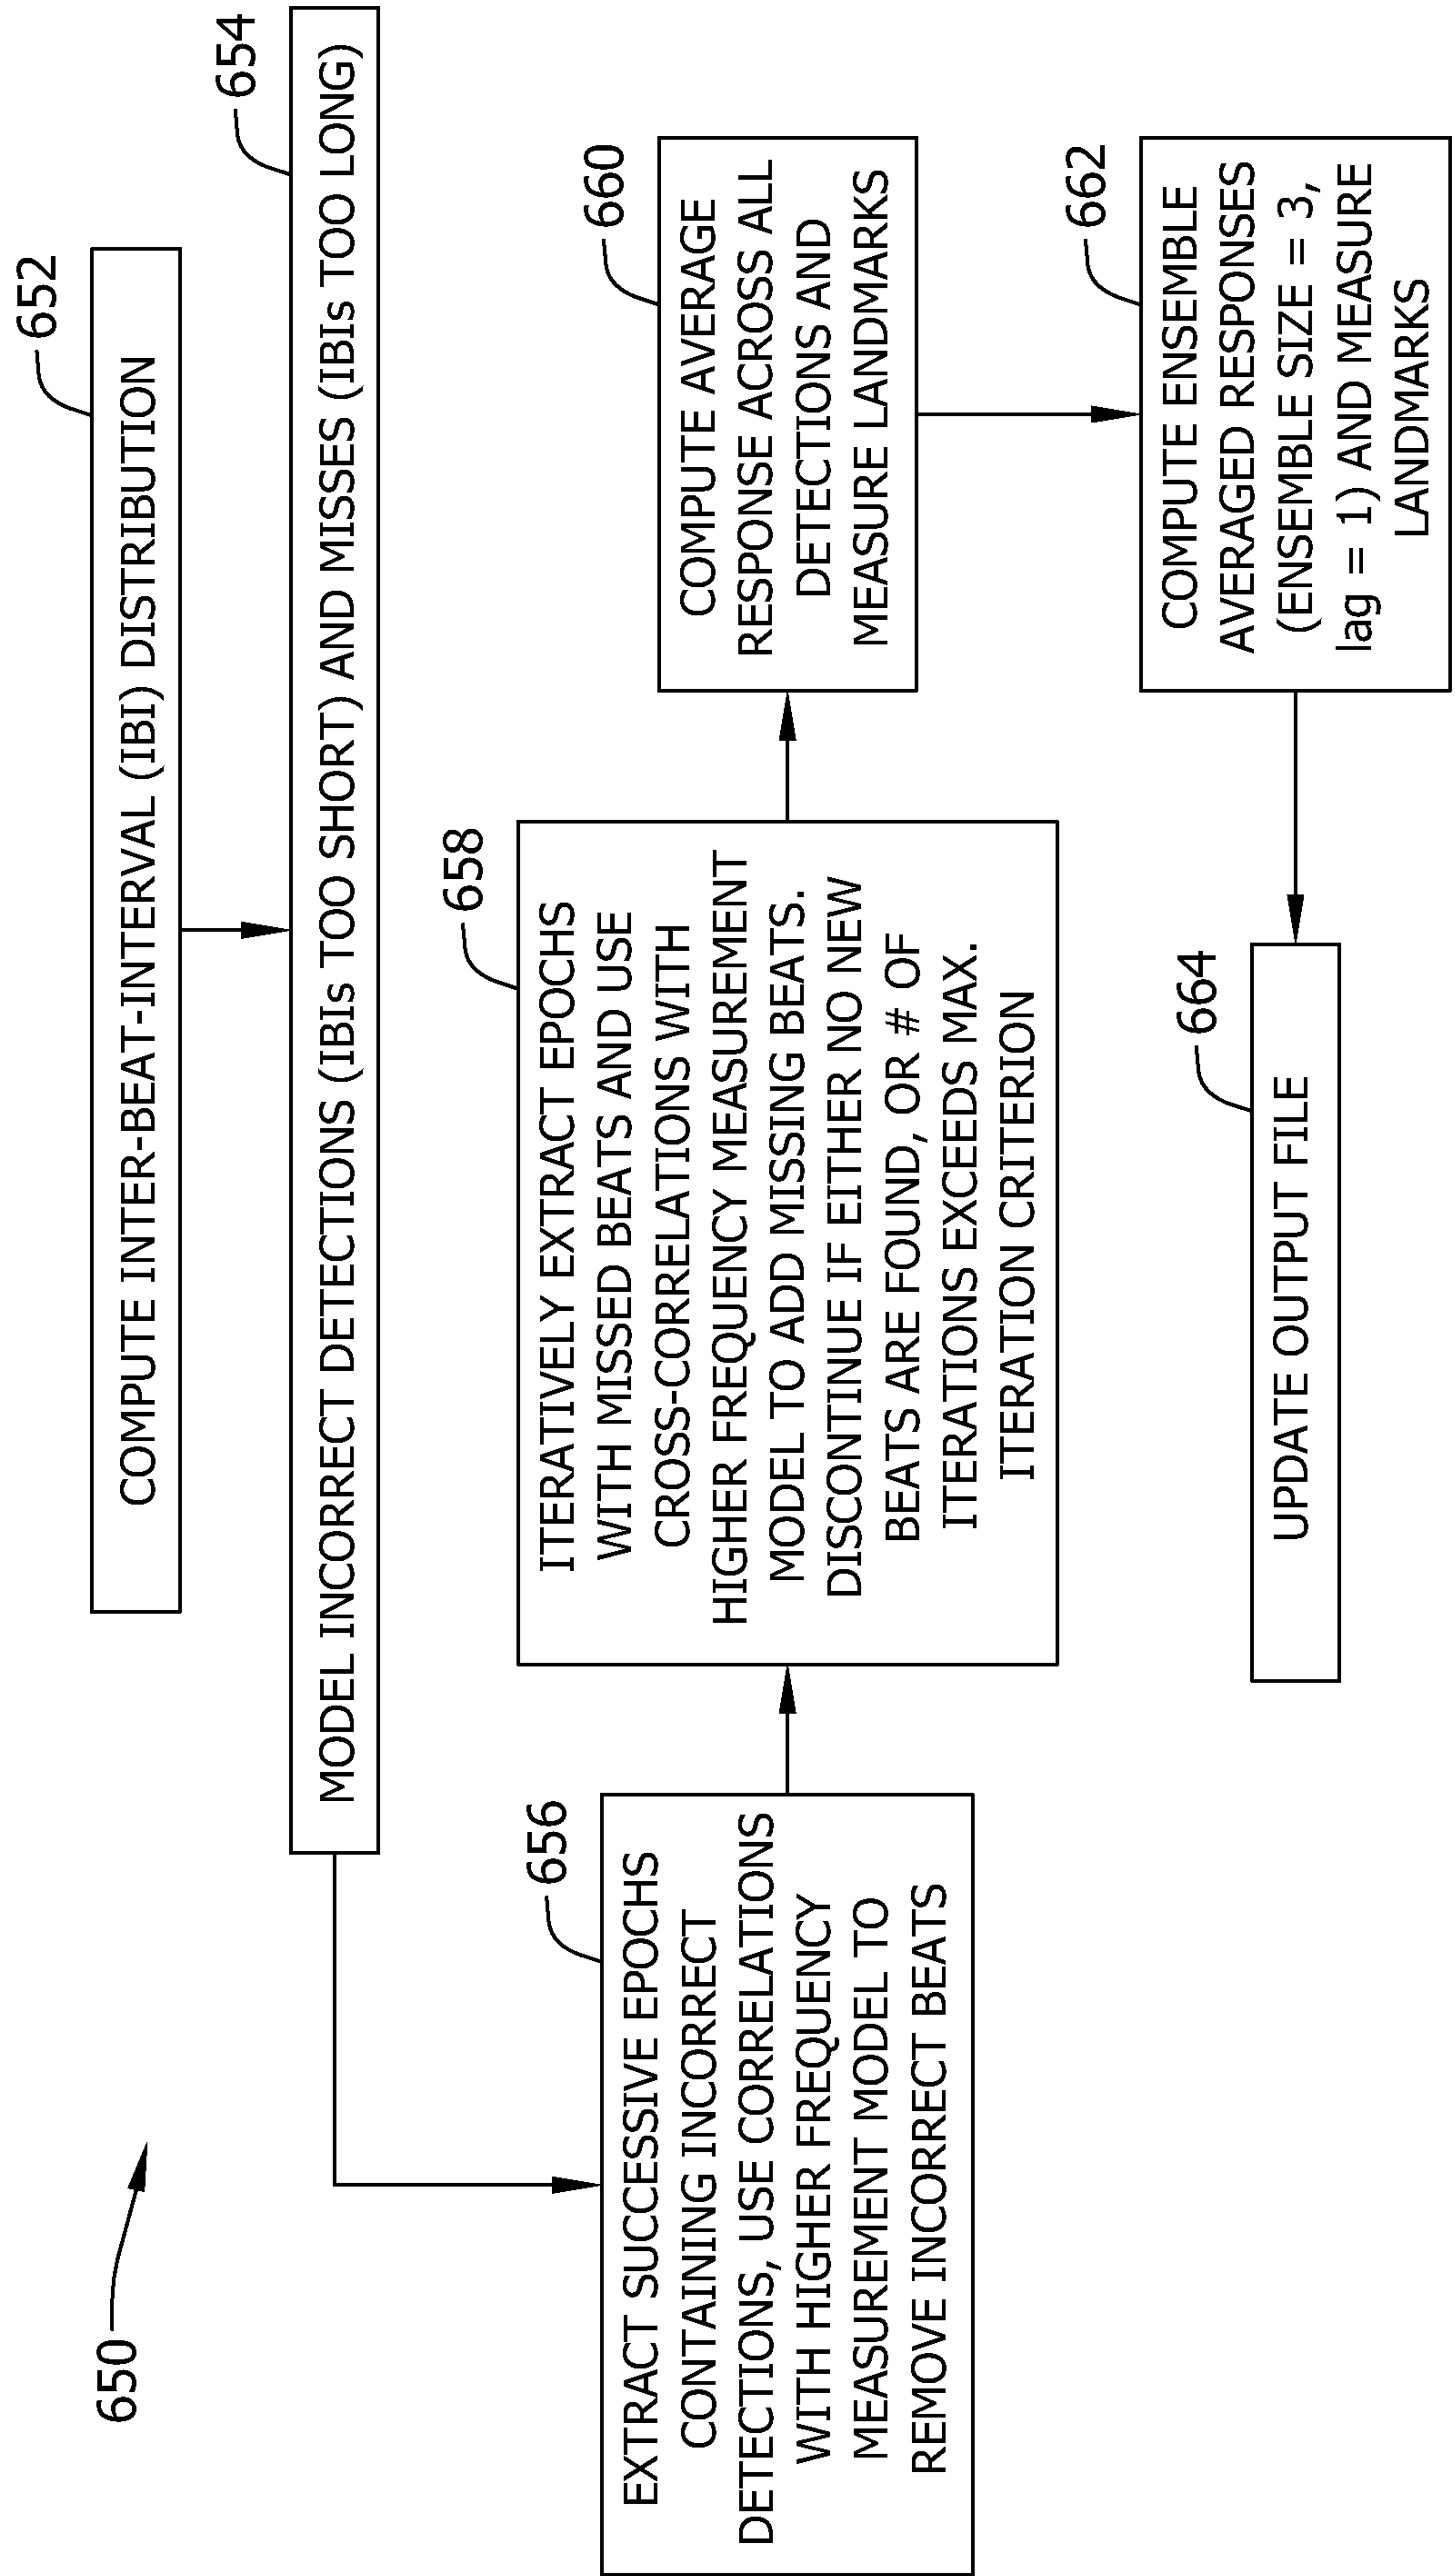 650
652
COMPUTE INTER-BEAT-INTERVAL (IBI) DISTRIBUTION
654
MODEL INCORRECT DETECTIONS (IBIs TOO SHORT) AND MISSES (IBIs TOO LONG)
656
EXTRACT SUCCESSIVE EPOCHS
CONTAINING INCORRECT
DETECTIONS, USE CORRELATIONS
WITH HIGHER FREQUENCY
MEASUREMENT MODEL TO
REMOVE INCORRECT BEATS
658
ITERATIVELY EXTRACT EPOCHS
WITH MISSED BEATS AND USE
CROSS-CORRELATIONS WITH
HIGHER FREQUENCY MEASUREMENT
MODEL TO ADD MISSING BEATS.
DISCONTINUE IF EITHER NO NEW
BEATS ARE FOUND, OR # OF
ITERATIONS EXCEEDS MAX.
ITERATION CRITERION
660
COMPUTE AVERAGE
RESPONSE ACROSS ALL
DETECTIONS AND
MEASURE LANDMARKS
662
COMPUTE ENSEMBLE
AVERAGED RESPONSES
(ENSEMBLE SIZE = 3,
lag = 1) AND MEASURE
LANDMARKS
664
UPDATE OUTPUT FILE